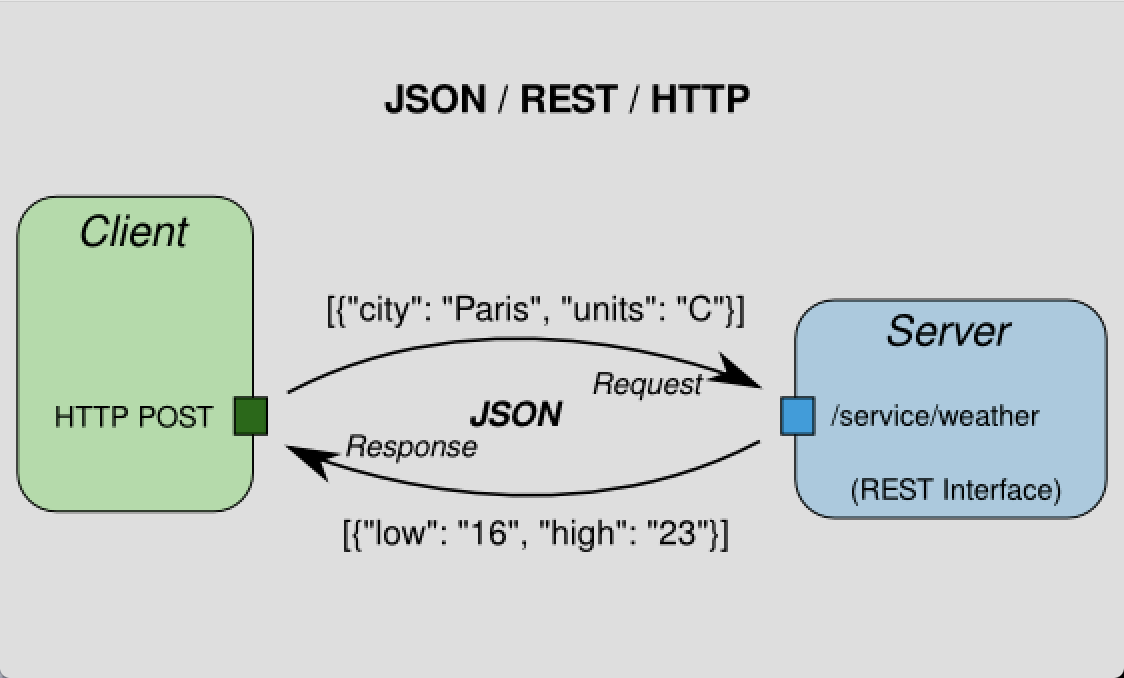 JSON / REST / HTTP
Client
[{"city": "Paris", "units": "C"}]
Server
Request
HTTP POST
JSON
/service/weather
Response
(REST Interface)
[{"low": "16", "high": "23"}]